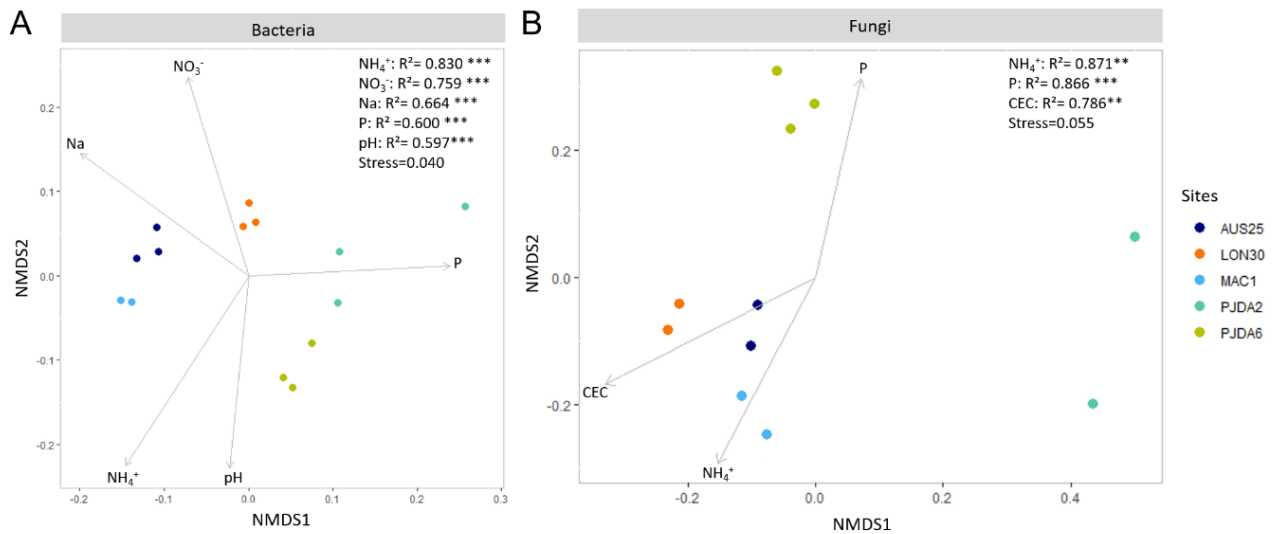 A
Bacteria
NH₄⁺: R²= 0.830 ***
NO₃⁻: R²= 0.759 ***
Na: R²= 0.664 ***
P: R² =0.600 ***
pH: R²= 0.597***
Stress=0.040
NO₃⁻
Na
P
NH₄⁺
pH
0.2
0.1
0.0
-0.1
-0.2
NMDS2
-0.2 -0.1 0.0 0.1 0.2 0.3
NMDS1
B
Fungi
NH₄⁺: R²= 0.871**
P: R²= 0.866 ***
CEC: R²= 0.786**
Stress=0.055
P
CEC
NH₄⁺
0.2
0.0
-0.2
NMDS2
-0.2 0.0 0.2 0.4
NMDS1
Sites
AUS25
LON30
MAC1
PJDA2
PJDA6